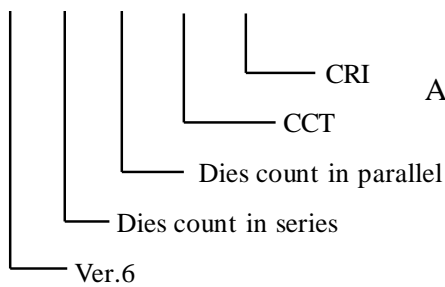 CRI
A
CCT
Dies count in parallel
Dies count in series
Ver.6